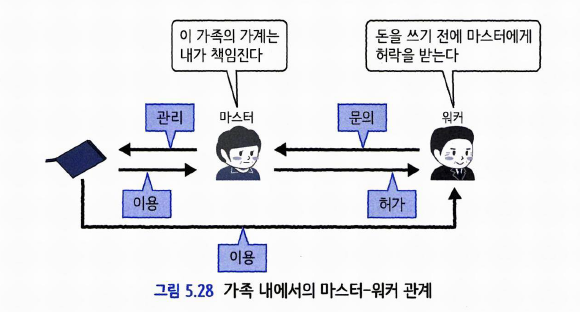 이 가족의 가계는
내가 책임진다
돈을 쓰기 전에 마스터에게
허락을 받는다
관리
마스터
문의
워커
이용
허가
이용
그림 5.28 가족 내에서의 마스터-워커 관계